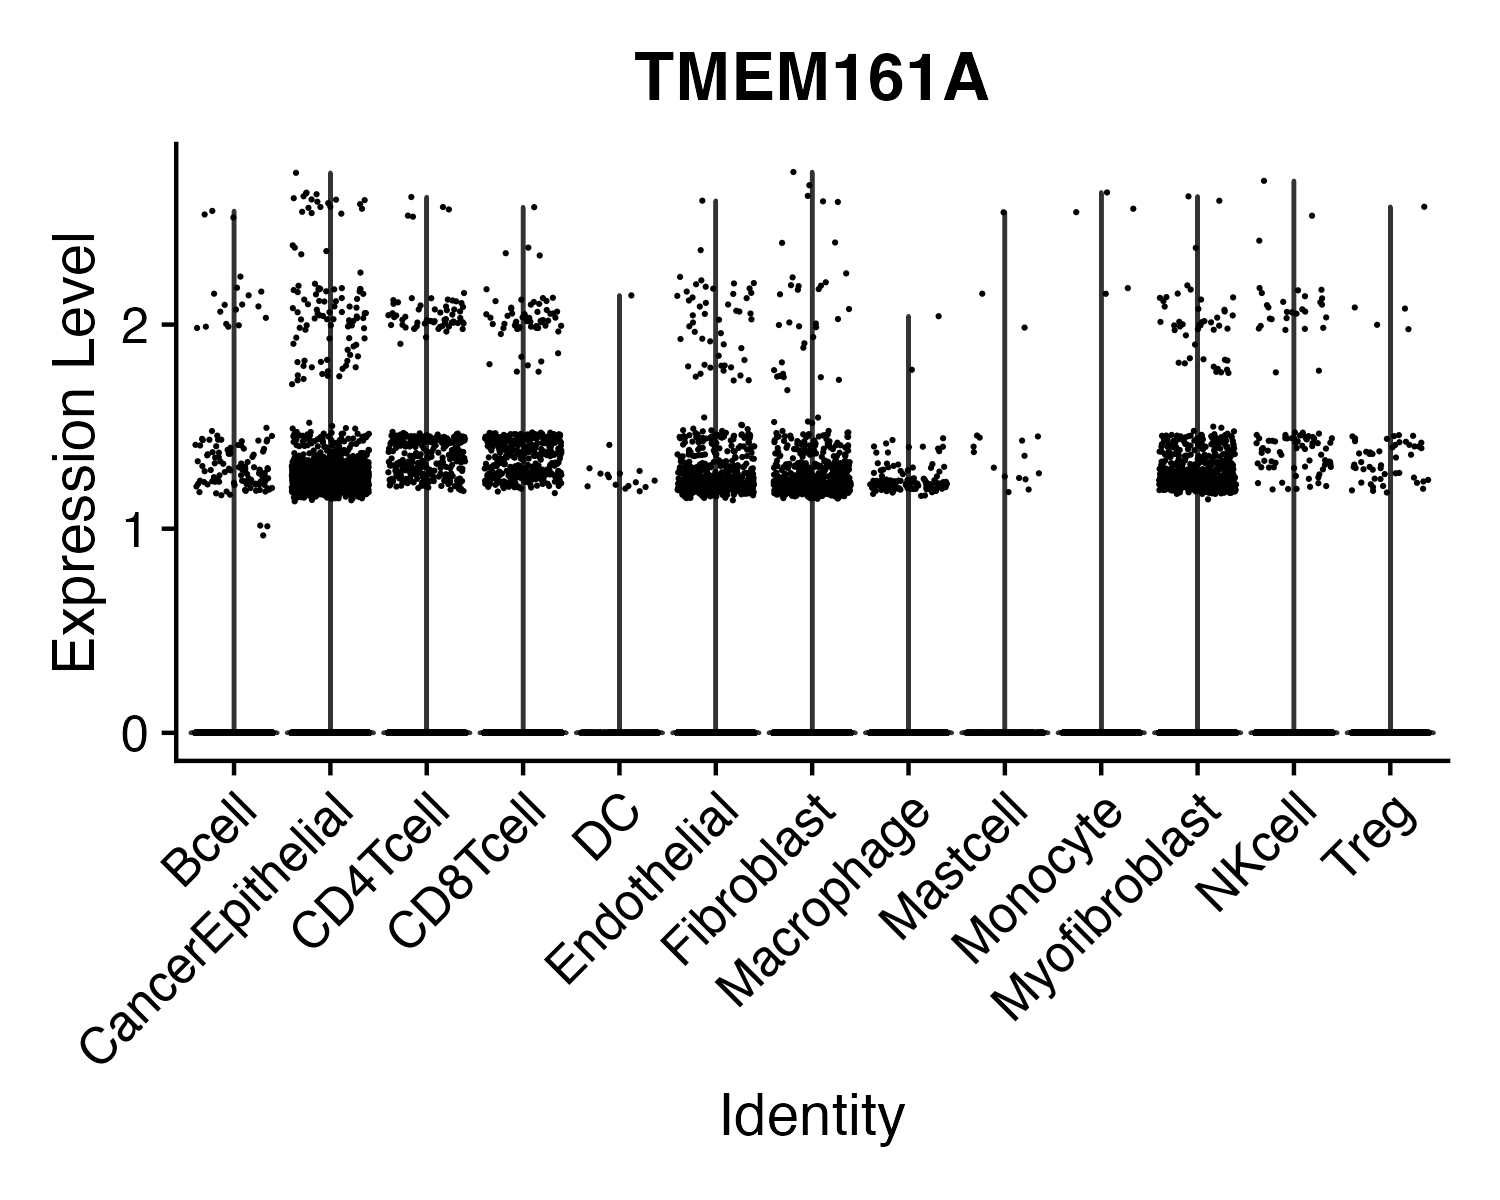 TMEM161A
Expression Level
2
1
0
Bcell
CancerEpithelial
CD4Tcell
CD8Tcell
DC
Endothelial
Fibroblast
Macrophage
Mastcell
Monocyte
Myofibroblast
NKcell
Treg
Identity